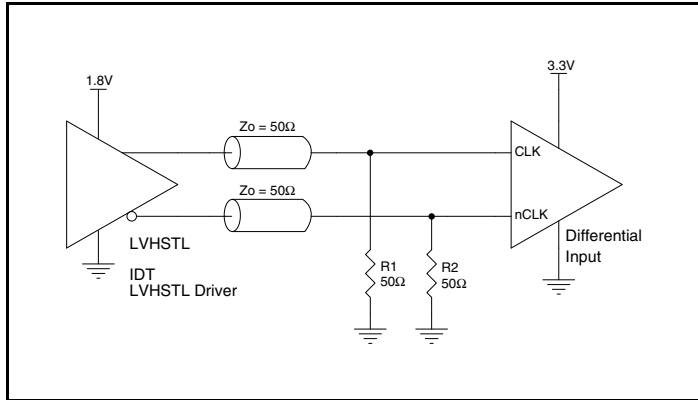 1.8V
3.3V
Zo = 50Ω
CLK
Zo = 50Ω
nCLK
LVHSTL
IDT
LVHSTL Driver
R1
50Ω
R2
50Ω
Differential
Input